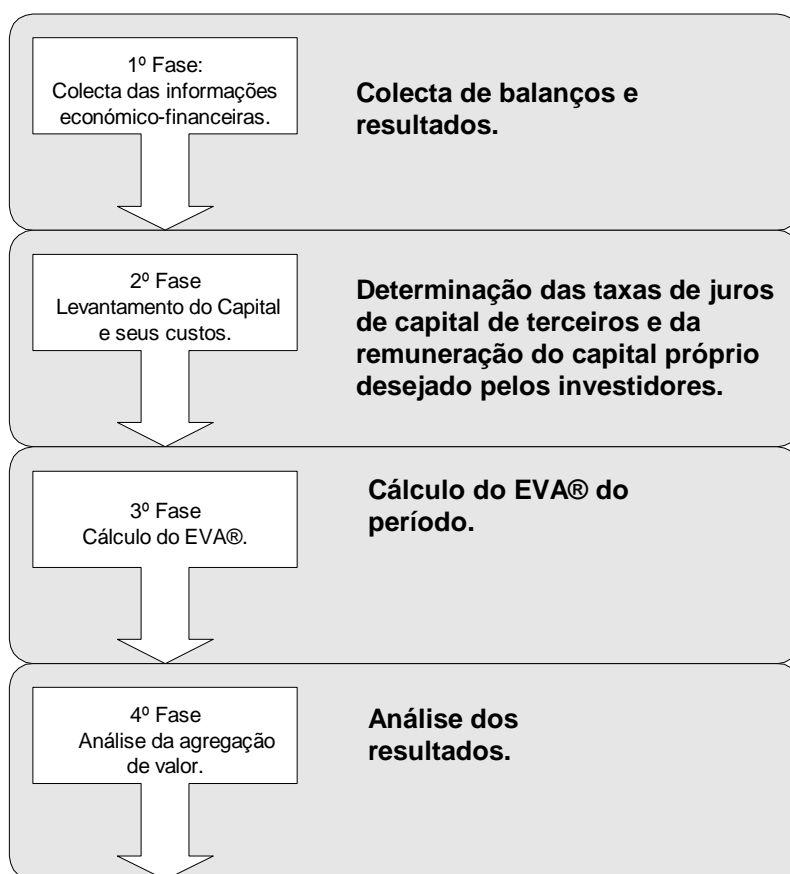 1º Fase:
Colecta das informações
económico-financeiras.
Colecta de balanços e
resultados.
2º Fase
Levantamento do Capital
e seus custos.
Determinação das taxas de juros
de capital de terceiros e da
remuneração do capital próprio
desejado pelos investidores.
3º Fase
Cálculo do EVA®.
Cálculo do EVA® do
período.
4º Fase
Análise da agregação
de valor.
Análise dos
resultados.